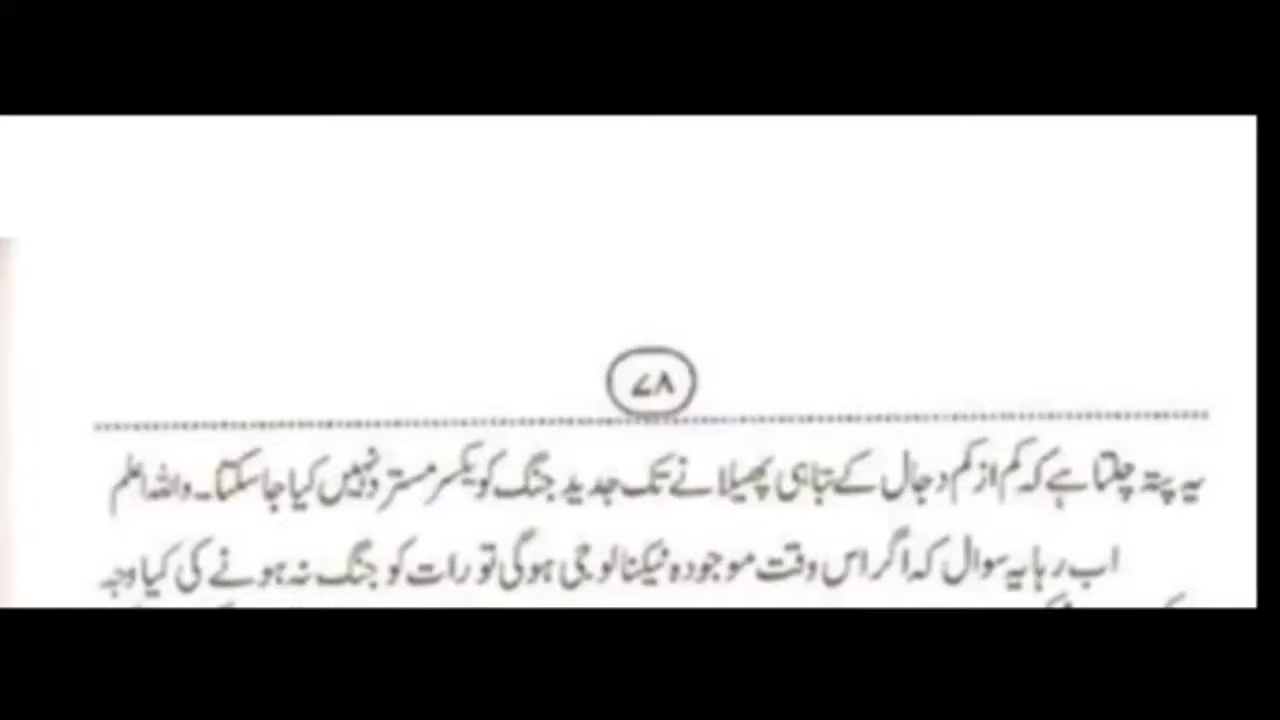 ۷۸
یہ پتہ چلتا ہے کہ کم از کم دجال کے تباہی پھیلانے تک جدید جنگ کو یکسر مسترد نہیں کیا جاسکتا۔ واللہ اعلم
اب رہا یہ سوال کہ اگر اس وقت موجودہ ٹیکنالوجی ہوگی تو رات کو جنگ نہ ہونے کی کیا وجہ